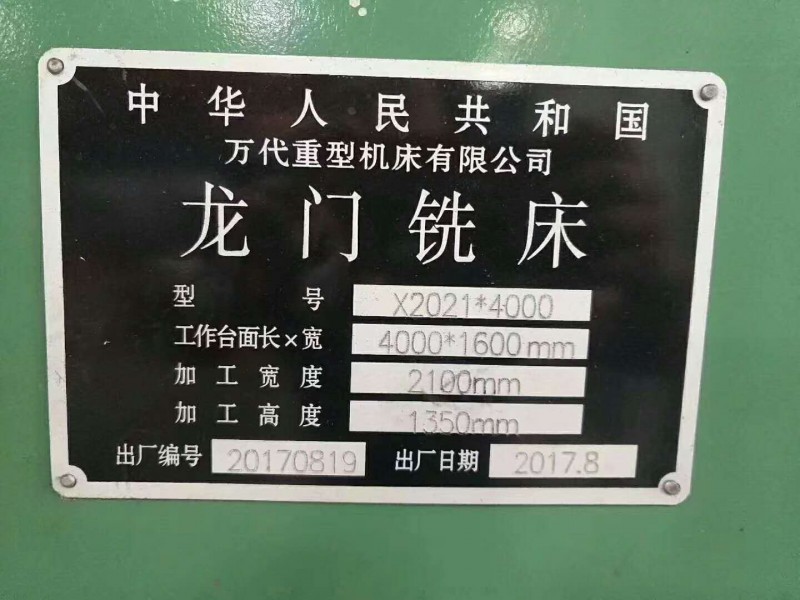 中华人民共和国
万代重型机床有限公司
龙门铣床
型号 X2021*4000
工作台面长×宽 4000*1600mm
加工宽度 2100mm
加工高度 1350mm
出厂编号 20170819 出厂日期 2017.8